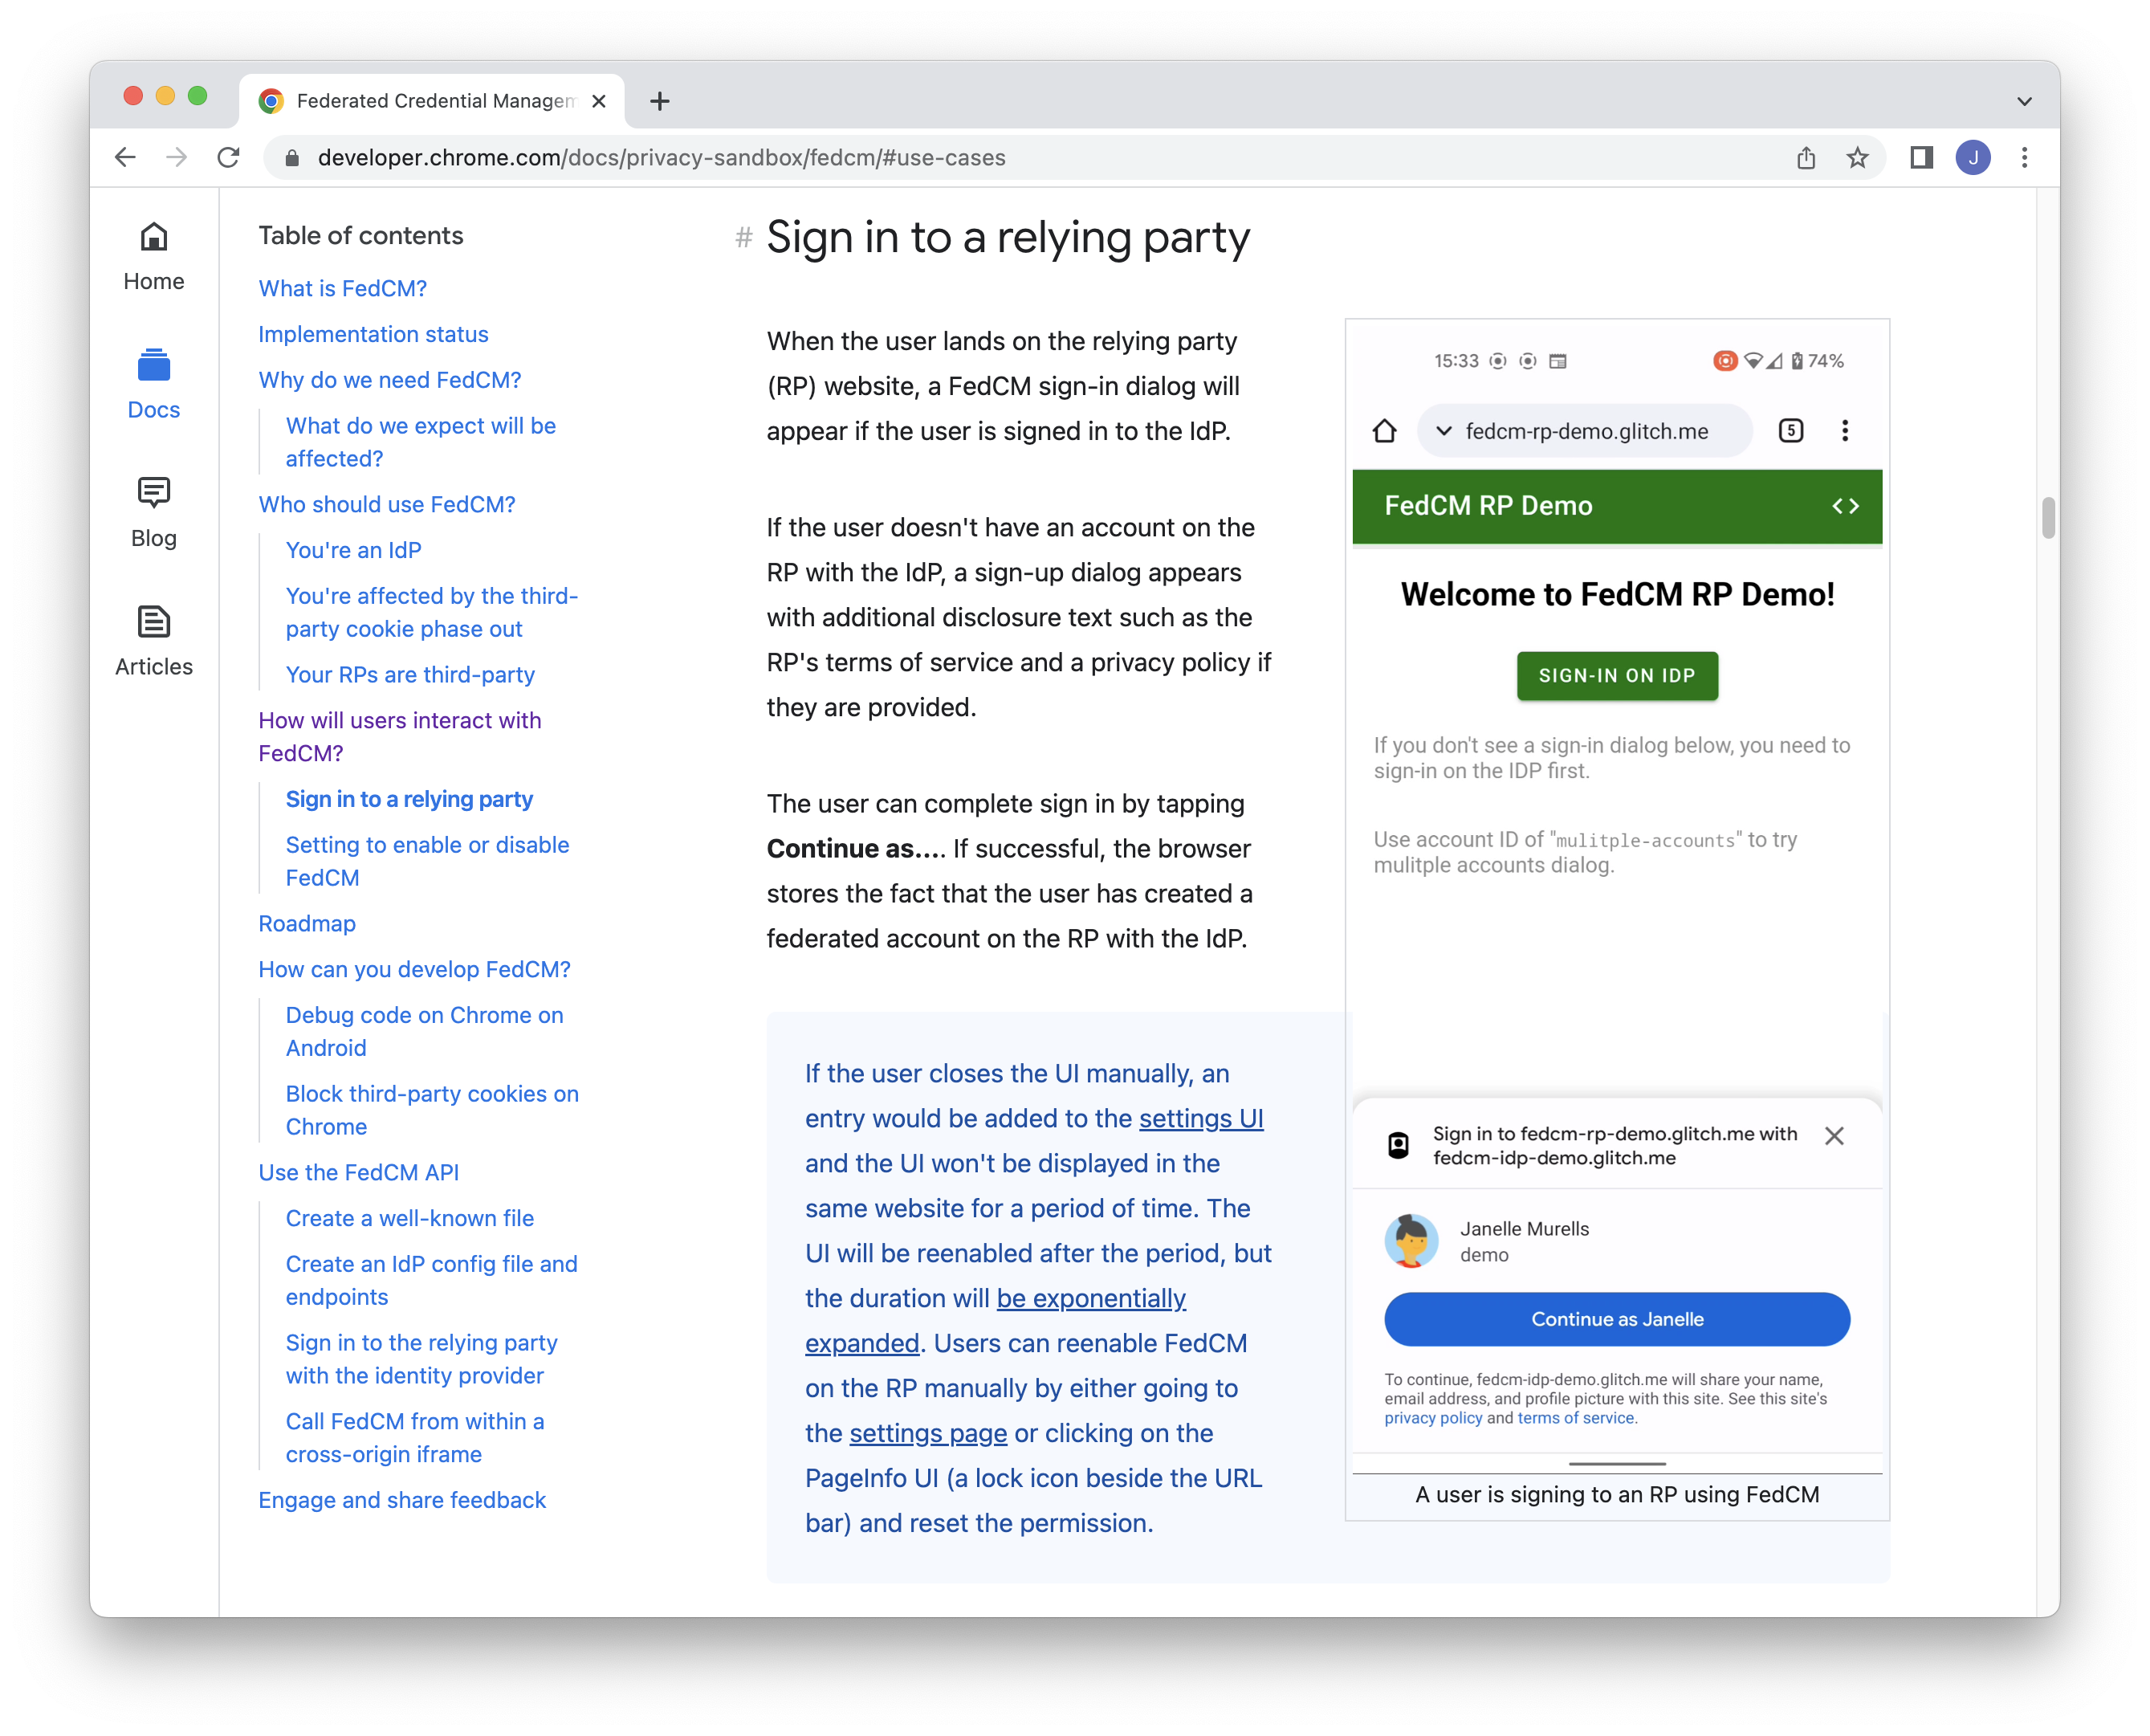 Federated Credential Managem
developer.chrome.com/docs/privacy-sandbox/fedcm/#use-cases
J
Home
Docs
Blog
Articles
Table of contents
What is FedCM?
Implementation status
Why do we need FedCM?
What do we expect will be
affected?
Who should use FedCM?
You're an IdP
You're affected by the third-
party cookie phase out
Your RPs are third-party
How will users interact with
FedCM?
Sign in to a relying party
Setting to enable or disable
FedCM
Roadmap
How can you develop FedCM?
Debug code on Chrome on
Android
Block third-party cookies on
Chrome
Use the FedCM API
Create a well-known file
Create an IdP config file and
endpoints
Sign in to the relying party
with the identity provider
Call FedCM from within a
cross-origin iframe
Engage and share feedback
# Sign in to a relying party
When the user lands on the relying party
(RP) website, a FedCM sign-in dialog will
appear if the user is signed in to the IdP.
If the user doesn't have an account on the
RP with the IdP, a sign-up dialog appears
with additional disclosure text such as the
RP's terms of service and a privacy policy if
they are provided.
The user can complete sign in by tapping
Continue as.... If successful, the browser
stores the fact that the user has created a
federated account on the RP with the IdP.
If the user closes the UI manually, an
entry would be added to the settings UI
and the UI won't be displayed in the
same website for a period of time. The
UI will be reenabled after the period, but
the duration will be exponentially
expanded. Users can reenable FedCM
on the RP manually by either going to
the settings page or clicking on the
PageInfo UI (a lock icon beside the URL
bar) and reset the permission.
15:33 74%
fedcm-rp-demo.glitch.me 5
FedCM RP Demo <>
Welcome to FedCM RP Demo!
SIGN-IN ON IDP
If you don't see a sign-in dialog below, you need to
sign-in on the IDP first.
Use account ID of "mulitple-accounts" to try
mulitple accounts dialog.
Sign in to fedcm-rp-demo.glitch.me with
fedcm-idp-demo.glitch.me
Janelle Murells
demo
Continue as Janelle
To continue, fedcm-idp-demo.glitch.me will share your name,
email address, and profile picture with this site. See this site's
privacy policy and terms of service.
A user is signing to an RP using FedCM